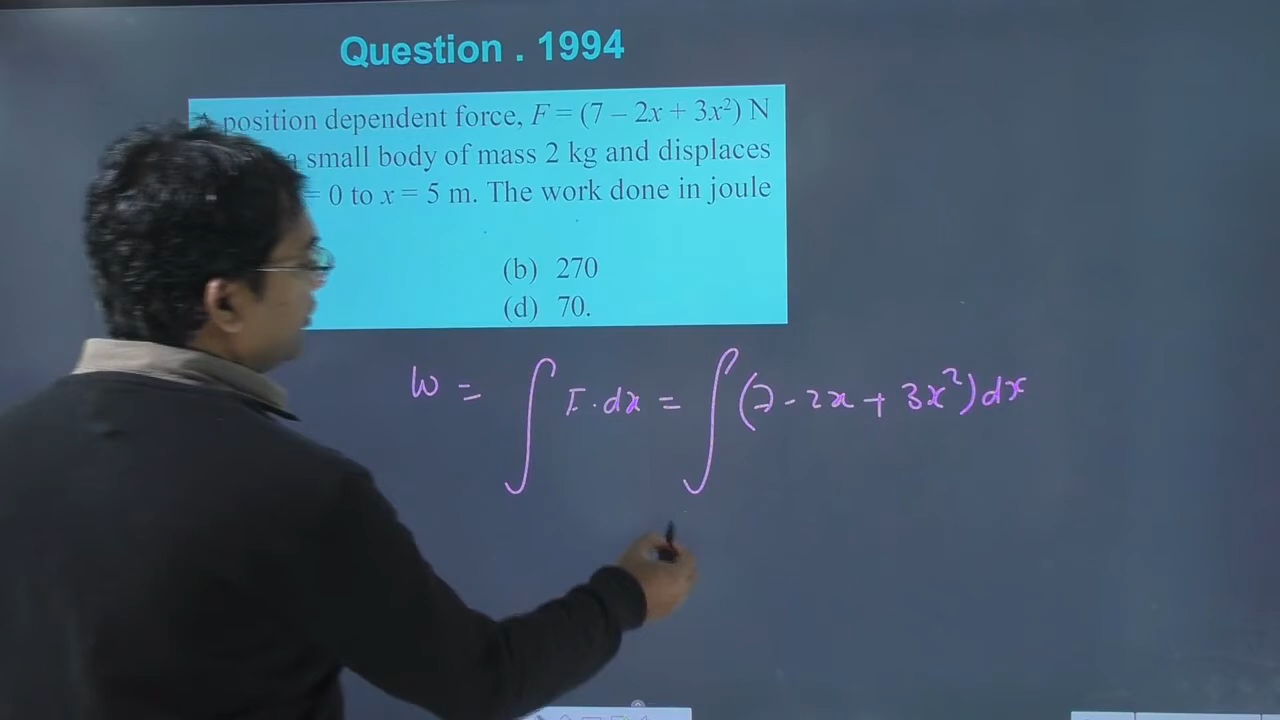 Question . 1994
position dependent force, F = (7 – 2x + 3x²) N
small body of mass 2 kg and displaces
= 0 to x = 5 m. The work done in joule
(b) 270
(d) 70.
W = ∫ F. dx = ∫ (7 - 2x + 3x²) dx